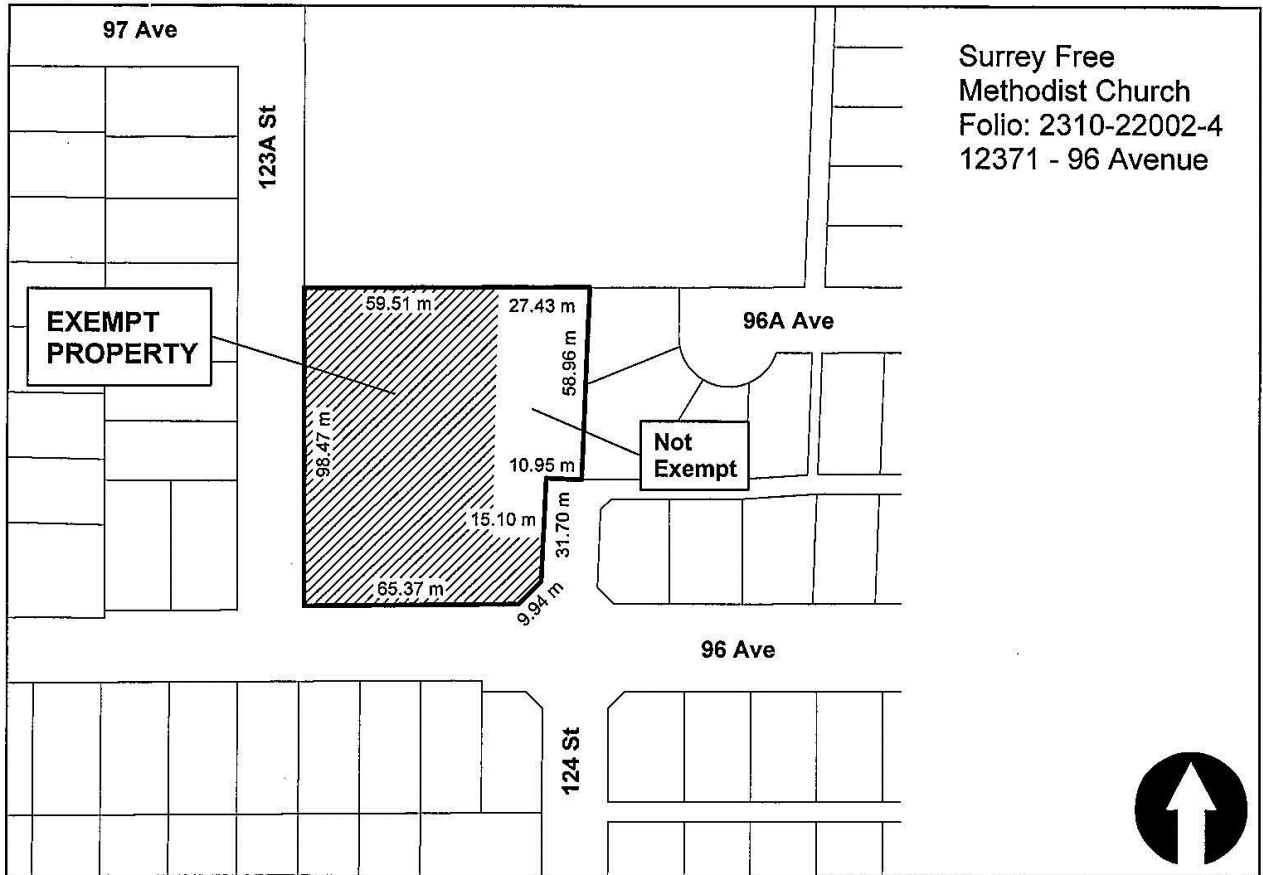 97 Ave
Surrey Free
Methodist Church
Folio: 2310-22002-4
12371 - 96 Avenue
123A St
EXEMPT
PROPERTY
59.51 m
27.43 m
96A Ave
58.96 m
98.47 m
Not
Exempt
10.95 m
15.10 m
31.70 m
65.37 m
9.94 m
96 Ave
124 St